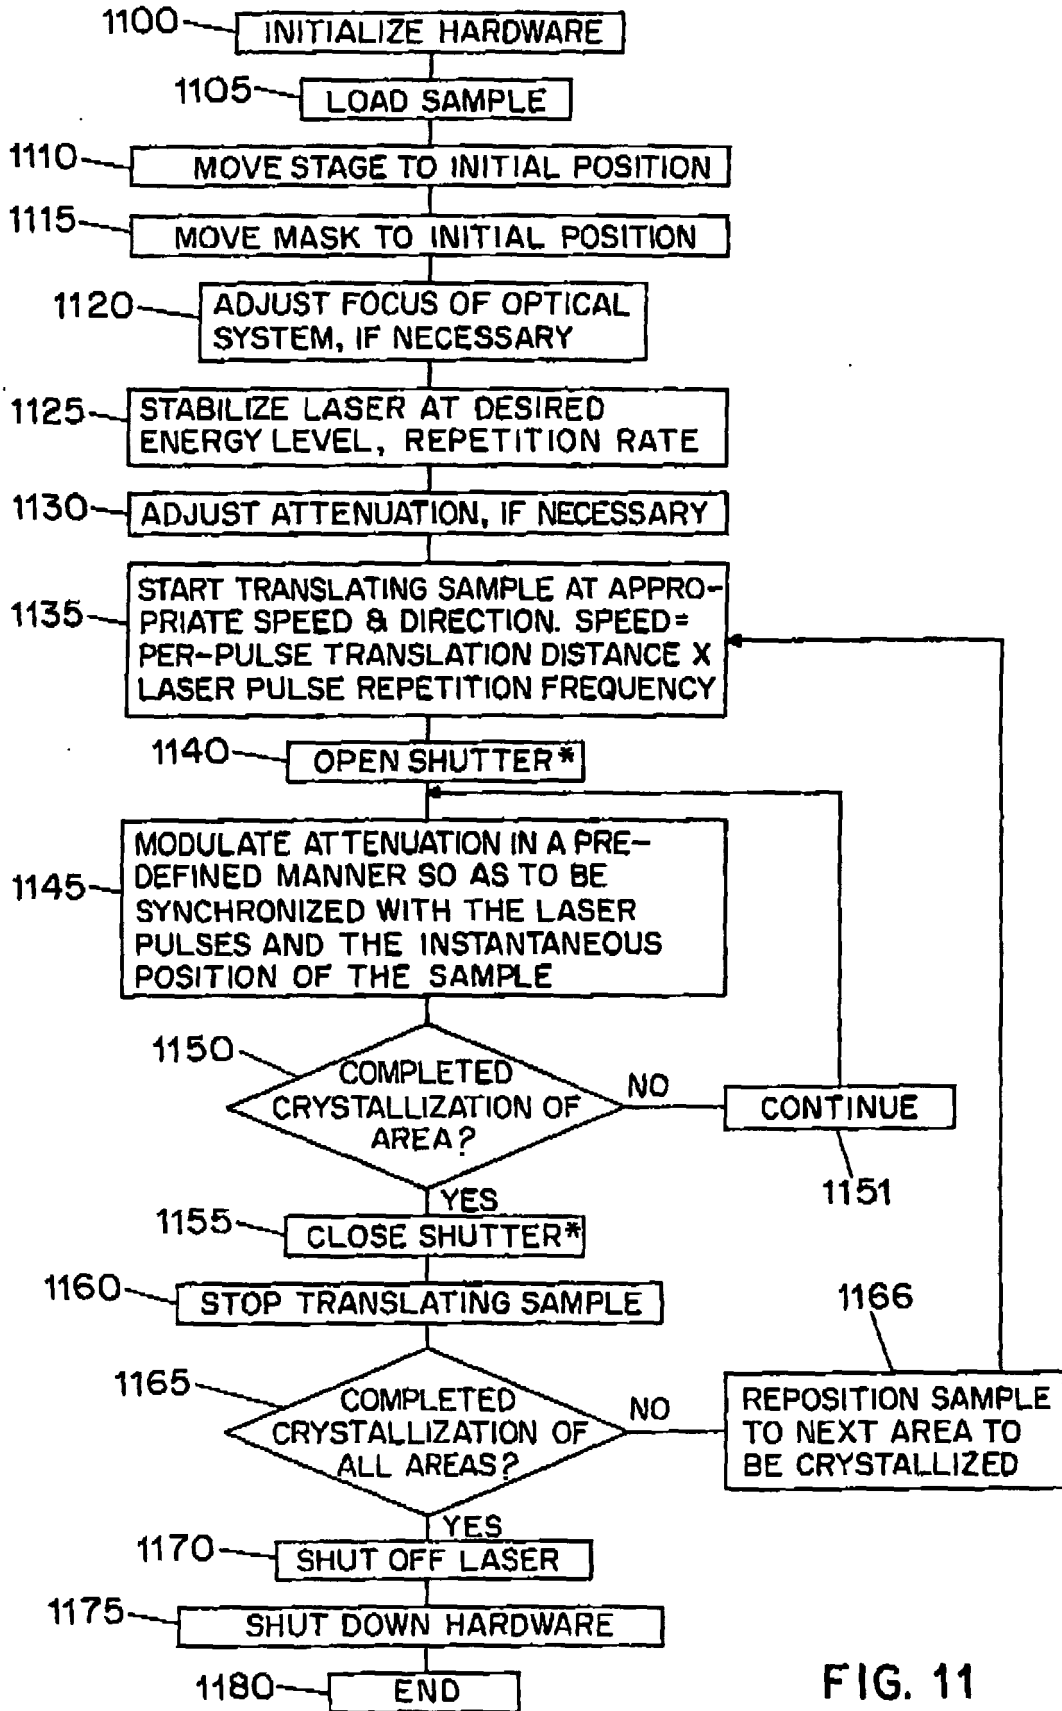 1100
INITIALIZE HARDWARE
1105
LOAD SAMPLE
1110
MOVE STAGE TO INITIAL POSITION
1115
MOVE MASK TO INITIAL POSITION
1120
ADJUST FOCUS OF OPTICAL
SYSTEM, IF NECESSARY
1125
STABILIZE LASER AT DESIRED
ENERGY LEVEL, REPETITION RATE
1130
ADJUST ATTENUATION, IF NECESSARY
1135
START TRANSLATING SAMPLE AT APPRO-
PRIATE SPEED & DIRECTION. SPEED=
PER-PULSE TRANSLATION DISTANCE X
LASER PULSE REPETITION FREQUENCY
1140
OPEN SHUTTER*
1145
MODULATE ATTENUATION IN A PRE-
DEFINED MANNER SO AS TO BE
SYNCHRONIZED WITH THE LASER
PULSES AND THE INSTANTANEOUS
POSITION OF THE SAMPLE
1150
COMPLETED
CRYSTALLIZATION OF
AREA?
NO
CONTINUE
1151
YES
1155
CLOSE SHUTTER*
1160
STOP TRANSLATING SAMPLE
1165
COMPLETED
CRYSTALLIZATION OF
ALL AREAS?
NO
1166
REPOSITION SAMPLE
TO NEXT AREA TO
BE CRYSTALLIZED
YES
1170
SHUT OFF LASER
1175
SHUT DOWN HARDWARE
1180
END
FIG. 11